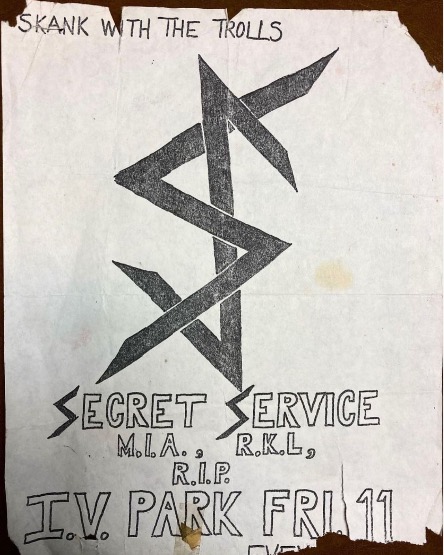 SKANK WITH THE TROLLS
SECRET SERVICE
M.I.A., R.K.L,
R.I.P.
I.V. PARK FRI. 11